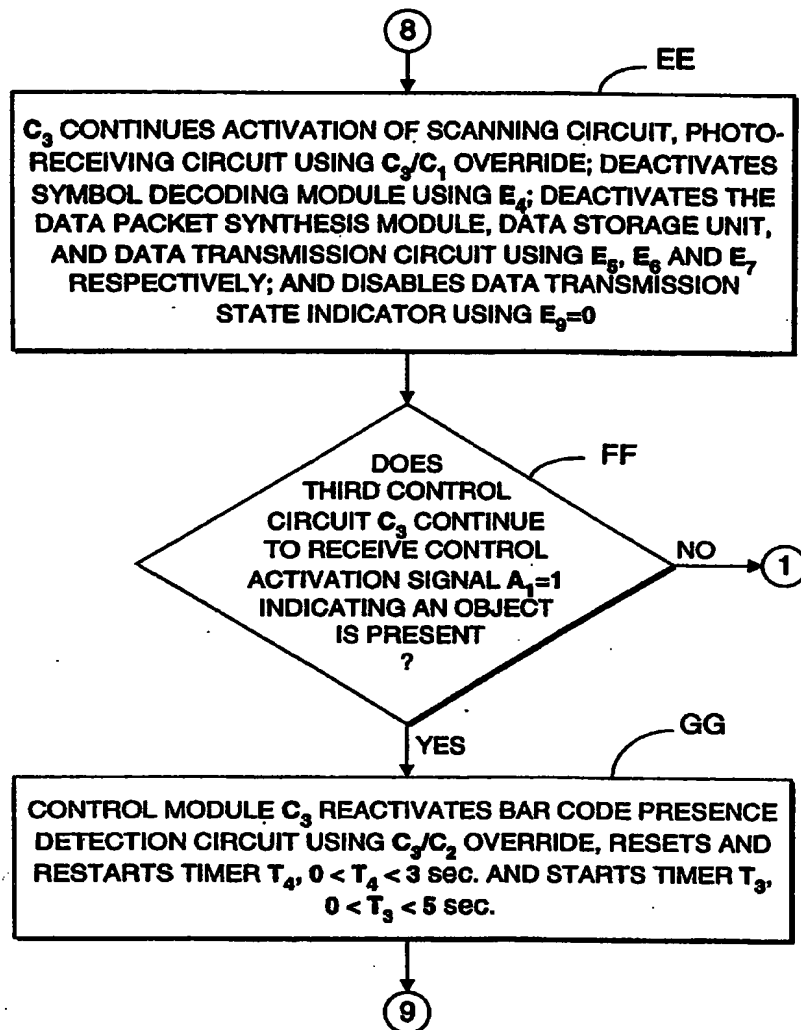 8
EE
C₃ CONTINUES ACTIVATION OF SCANNING CIRCUIT, PHOTO-
RECEIVING CIRCUIT USING C₃/C₁ OVERRIDE; DEACTIVATES
SYMBOL DECODING MODULE USING E₄; DEACTIVATES THE
DATA PACKET SYNTHESIS MODULE, DATA STORAGE UNIT,
AND DATA TRANSMISSION CIRCUIT USING E₅, E₆ AND E₇
RESPECTIVELY; AND DISABLES DATA TRANSMISSION
STATE INDICATOR USING E₉=0
FF
DOES
THIRD CONTROL
CIRCUIT C₃ CONTINUE
TO RECEIVE CONTROL
ACTIVATION SIGNAL A₁=1
INDICATING AN OBJECT
IS PRESENT
?
NO
1
YES
GG
CONTROL MODULE C₃ REACTIVATES BAR CODE PRESENCE
DETECTION CIRCUIT USING C₃/C₂ OVERRIDE, RESETS AND
RESTARTS TIMER T₄, 0 < T₄ < 3 sec. AND STARTS TIMER T₃,
0 < T₃ < 5 sec.
9